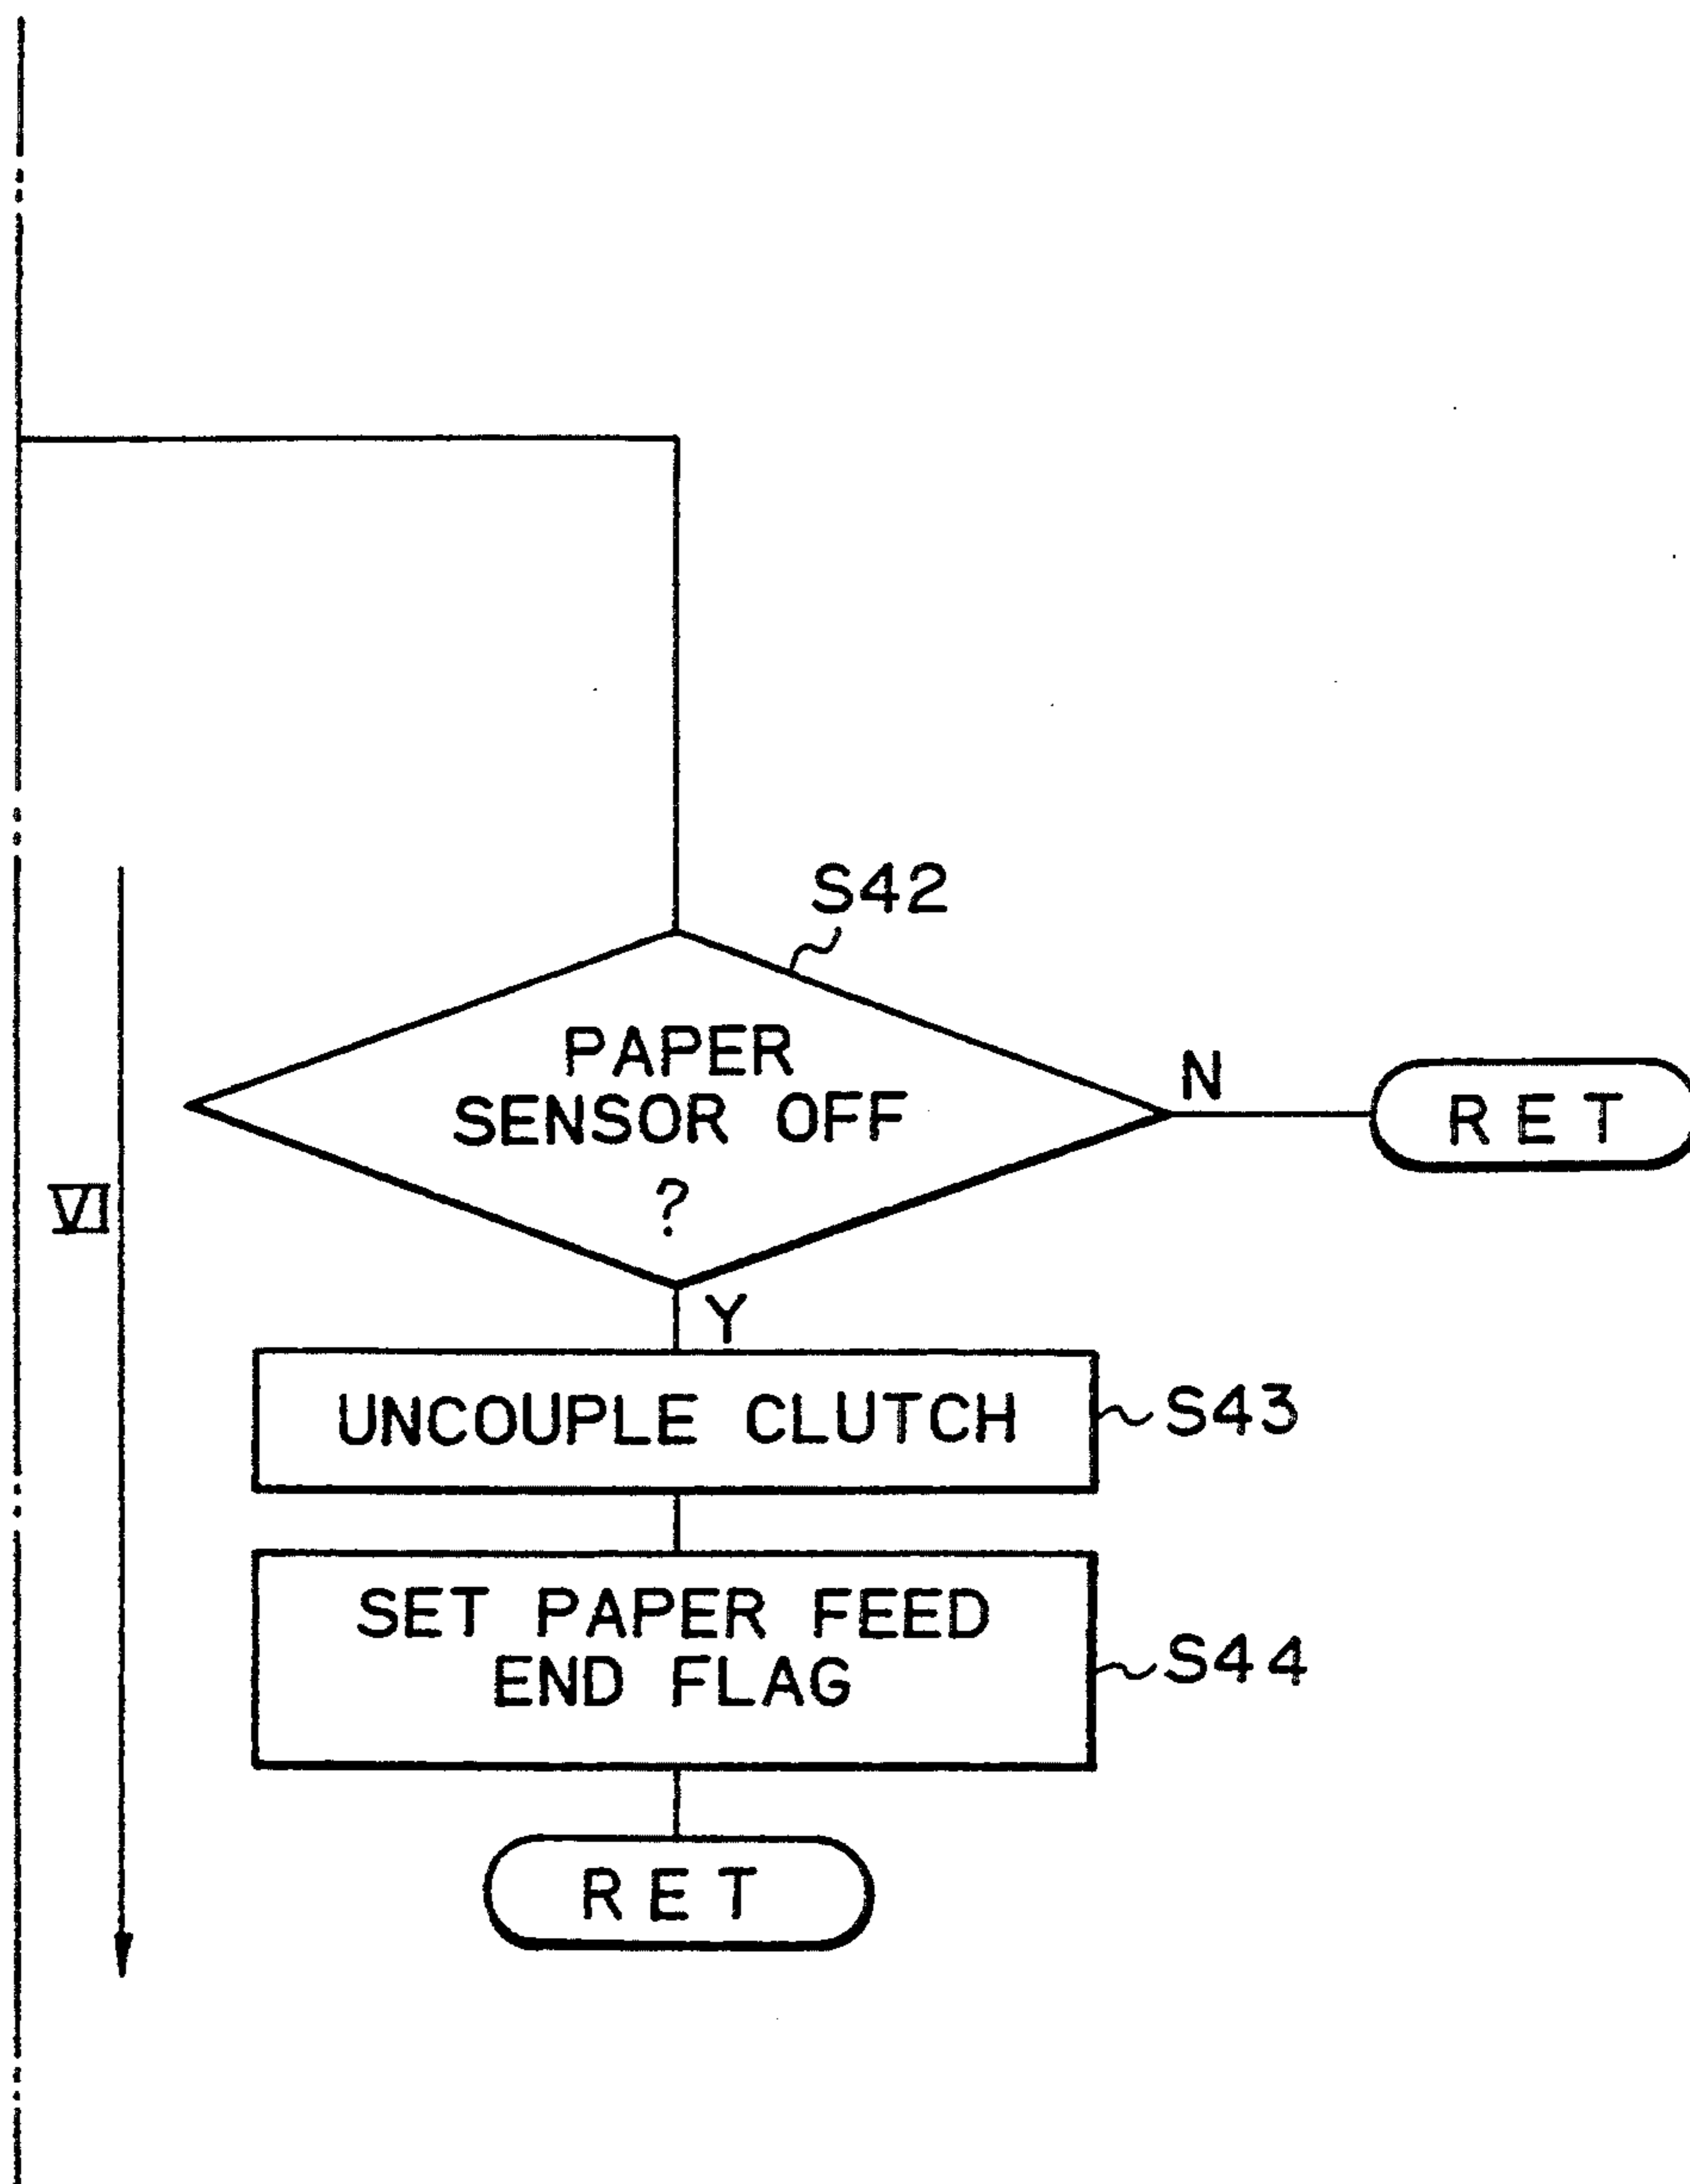 S42
PAPER
SENSOR OFF
?
N
RET
VI
Y
UNCOUPLE CLUTCH
S43
SET PAPER FEED
END FLAG
S44
RET